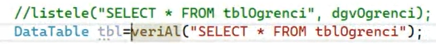 //listele("SELECT * FROM tblOgrenci", dgvOgrenci);
DataTable tbl=veriAl("SELECT * FROM tblOgrenci");